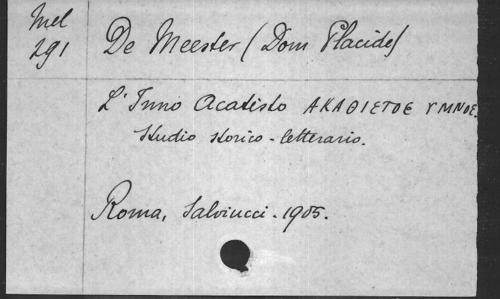 Mel
291
De Meester (Dom Placide)
L'Inno Acatisto ΑΚΑΘΙΣΤΟΣ ΥΜΝΟΣ.
Studio storico-letterario.
Roma, Salviucci. 1905.